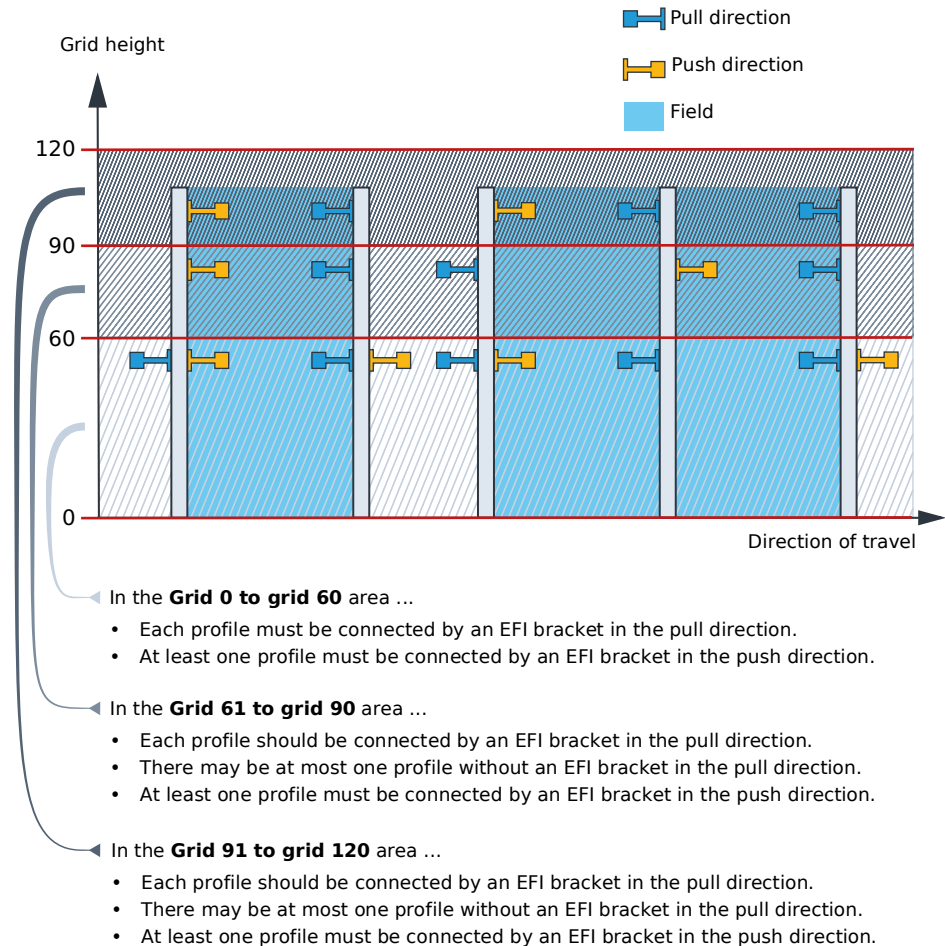 Pull direction
Grid height
Push direction
Field
120
90
60
0
Direction of travel
In the Grid 0 to grid 60 area ...
• Each profile must be connected by an EFI bracket in the pull direction.
• At least one profile must be connected by an EFI bracket in the push direction.
In the Grid 61 to grid 90 area ...
• Each profile should be connected by an EFI bracket in the pull direction.
• There may be at most one profile without an EFI bracket in the pull direction.
• At least one profile must be connected by an EFI bracket in the push direction.
In the Grid 91 to grid 120 area ...
• Each profile should be connected by an EFI bracket in the pull direction.
• There may be at most one profile without an EFI bracket in the pull direction.
• At least one profile must be connected by an EFI bracket in the push direction.